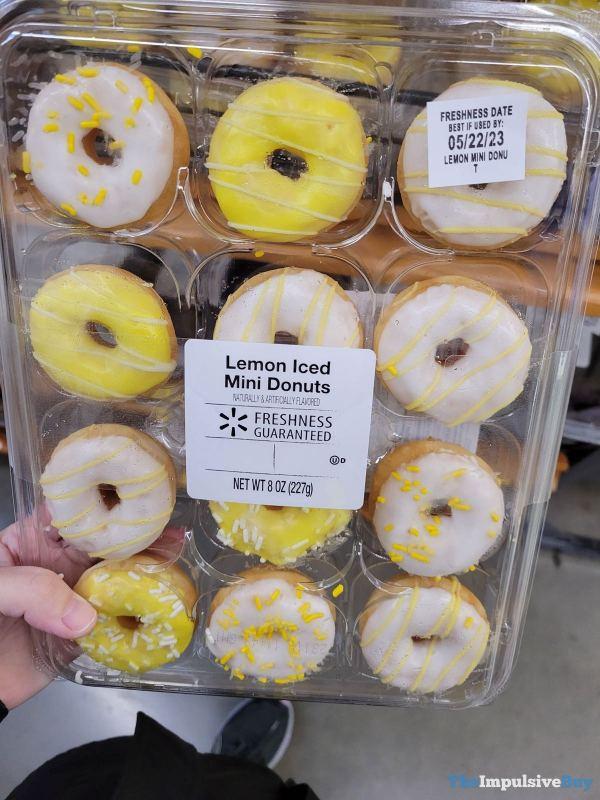 FRESHNESS DATE
BEST IF USED BY:
05/22/23
LEMON MINI DONU
T
Lemon Iced
Mini Donuts
NATURALLY & ARTIFICIALLY FLAVORED
FRESHNESS
GUARANTEED
U D
NET WT 8 OZ (227g)
TheImpulsiveBuy